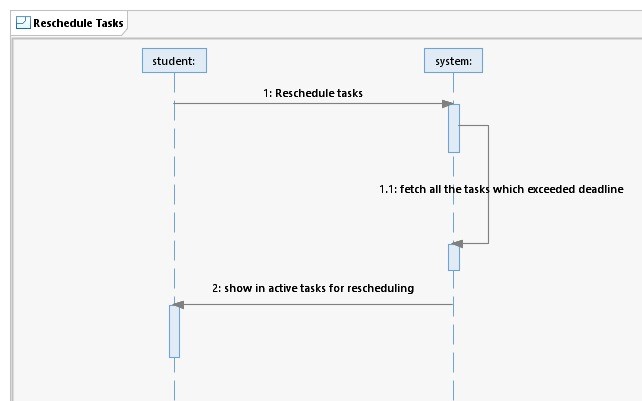 Reschedule Tasks
student:
system:
1: Reschedule tasks
1.1: fetch all the tasks which exceeded deadline
2: show in active tasks for rescheduling